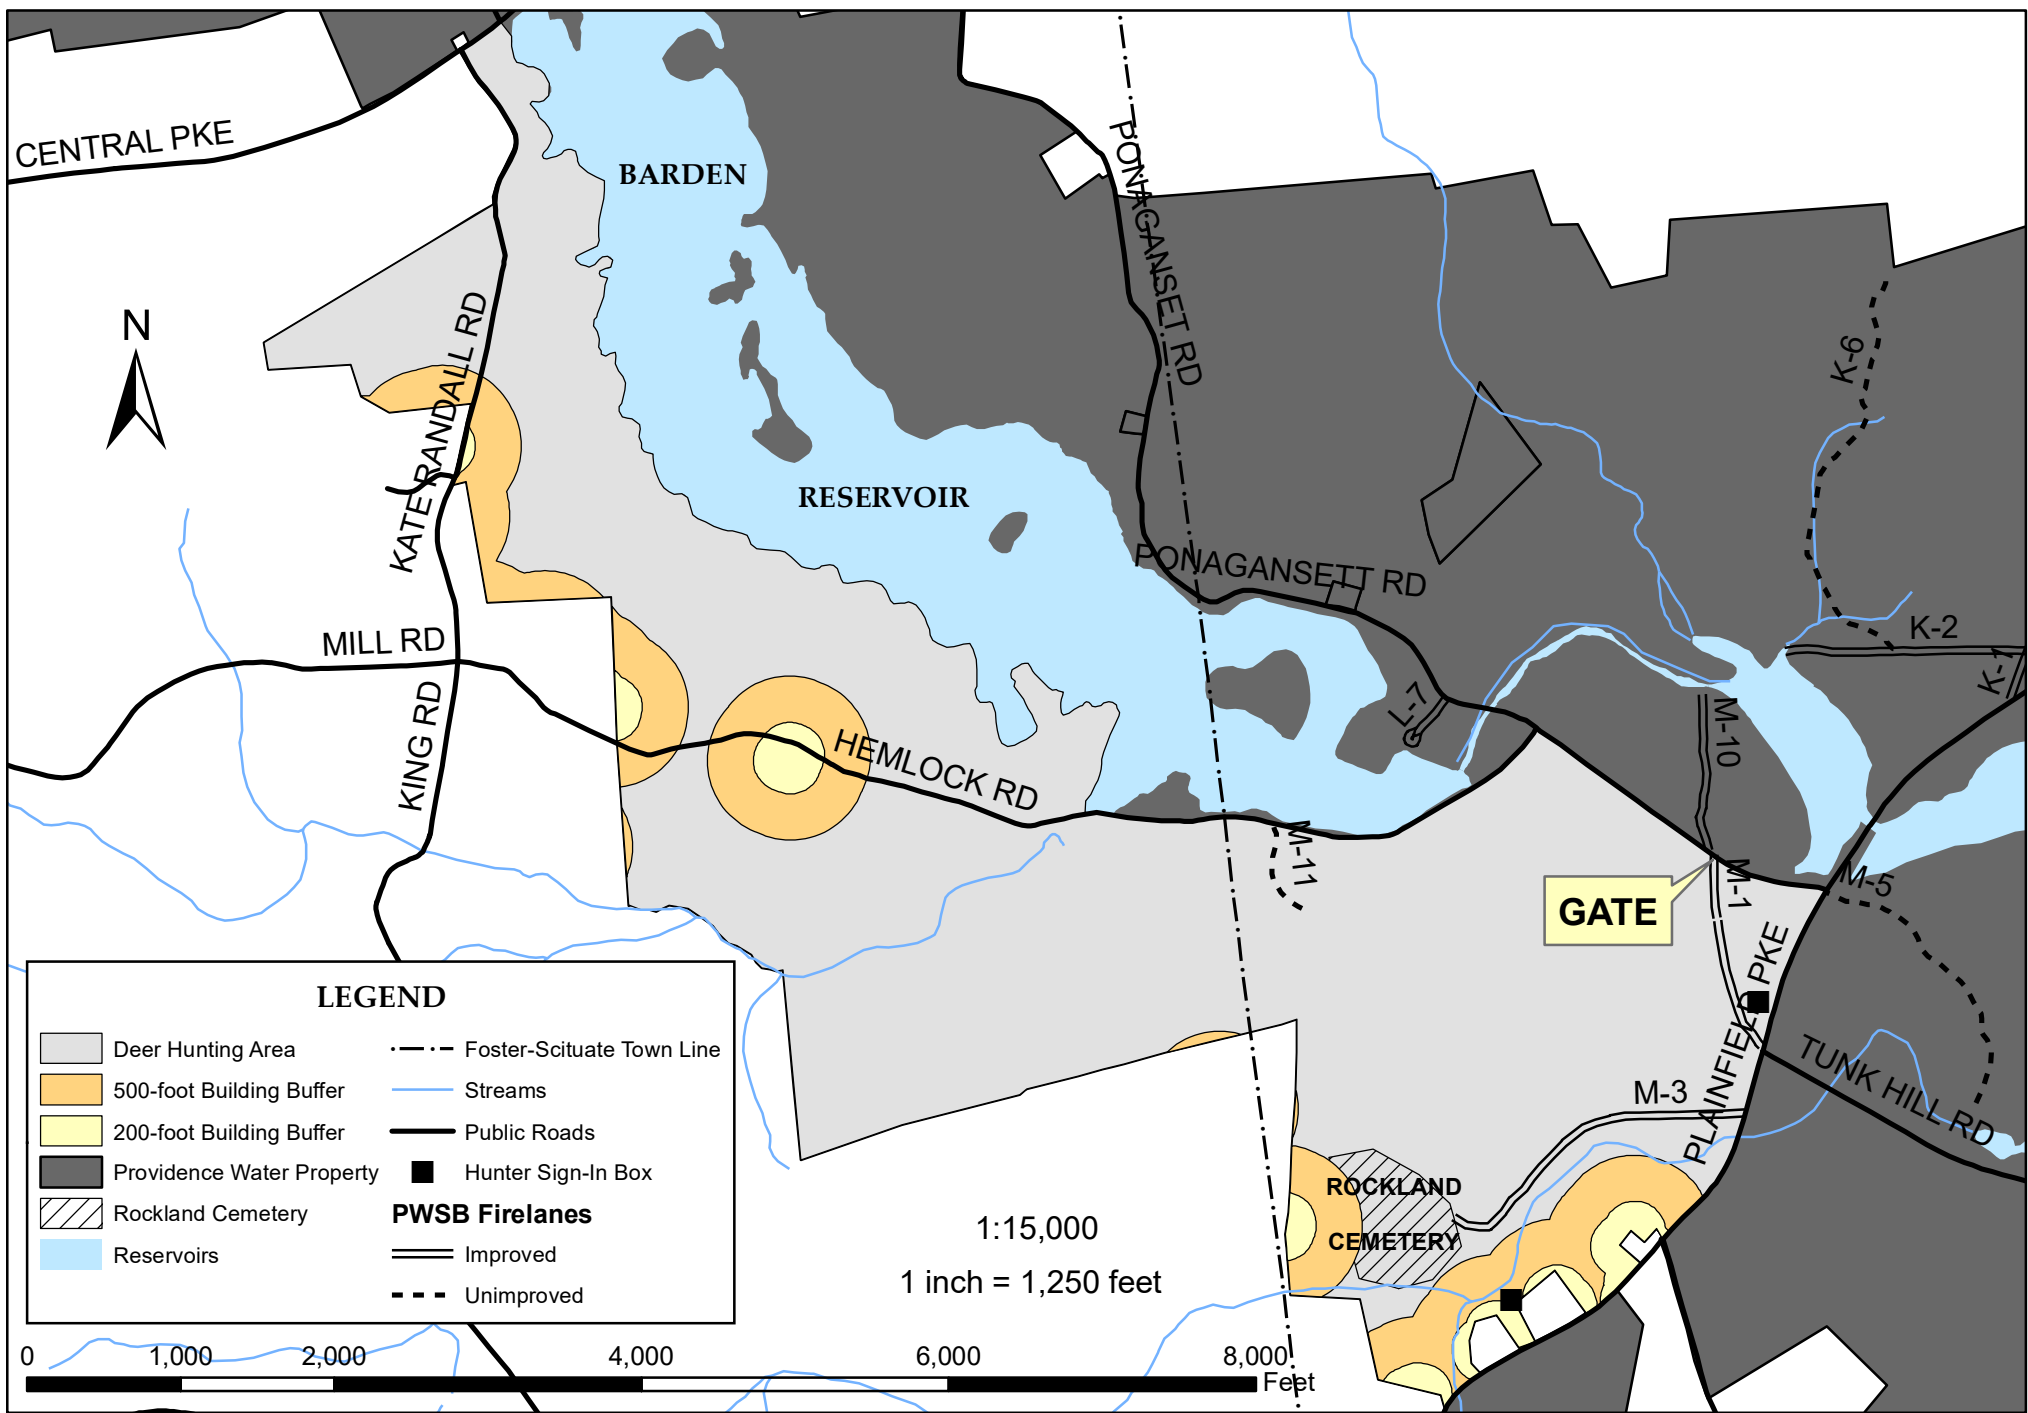 CENTRAL PKE
BARDEN
PONAGANSET RD
N
KATE RANDALL RD
K-6
RESERVOIR
PONAGANSETT RD
K-2
K-1
MILL RD
KING RD
L-7
M-10
HEMLOCK RD
M-11
M-1
M-5
GATE
PLAINFIELD PKE
TUNK HILL RD
M-3
ROCKLAND
CEMETERY
LEGEND
Deer Hunting Area
500-foot Building Buffer
200-foot Building Buffer
Providence Water Property
Rockland Cemetery
Reservoirs
Foster-Scituate Town Line
Streams
Public Roads
Hunter Sign-In Box
PWSB Firelanes
Improved
Unimproved
1:15,000
1 inch = 1,250 feet
0 1,000 2,000 4,000 6,000 8,000
Feet